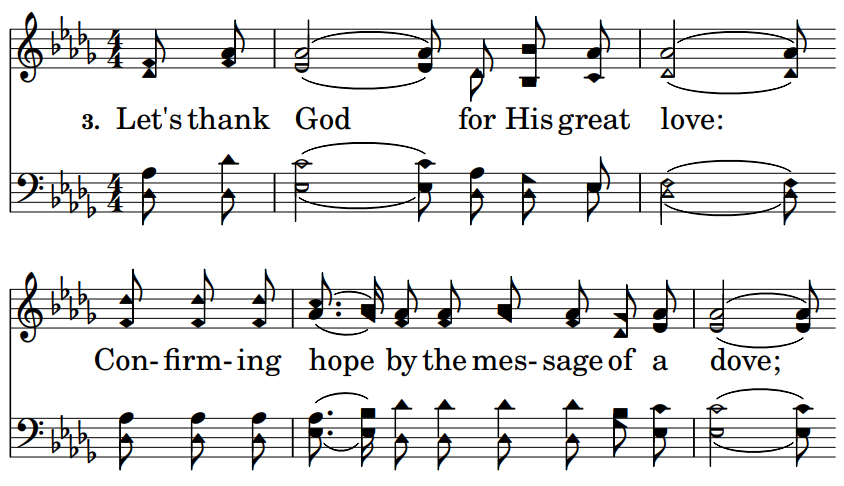 3. Let's thank God for His great love:
Con- firm- ing hope by the mes- sage of a dove;